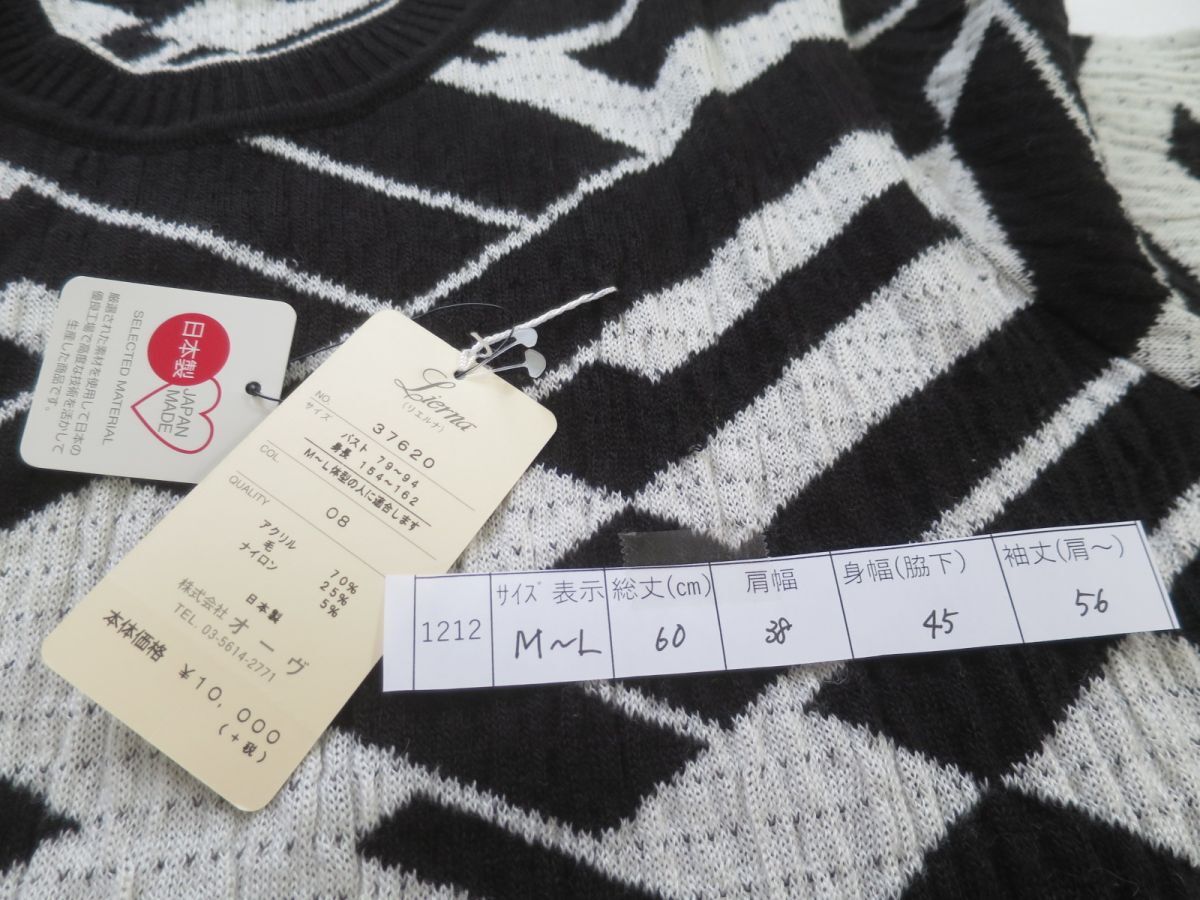 日本製
JAPAN
MADE
SELECTED MATERIAL
厳選された素材を使用して日本の
優良工場で高度な技術を活かして
生産した商品です。
Lierna
(リエルナ)
NO. 37620
サイズ
バスト 79~94
身長 154~162
M~L体型の人に適合します
COL 08
QUALITY
アクリル 70%
毛 25%
ナイロン 5%
日本製
株式会社 オーヴ
TEL. 03-5614-2771
本体価格 ¥10,000
(+税)
1212 サイズ 表示 総丈(cm) 肩幅 身幅(脇下) 袖丈(肩～)
M~L 60 38 45 56